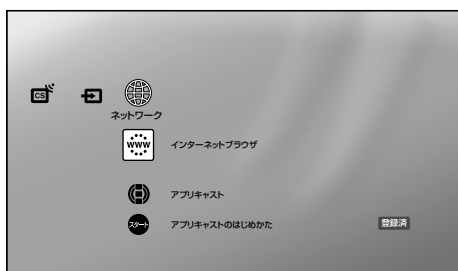 CS
ネットワーク
www
インターネットブラウザ
アプリキャスト
スタート
アプリキャストのはじめかた
登録済